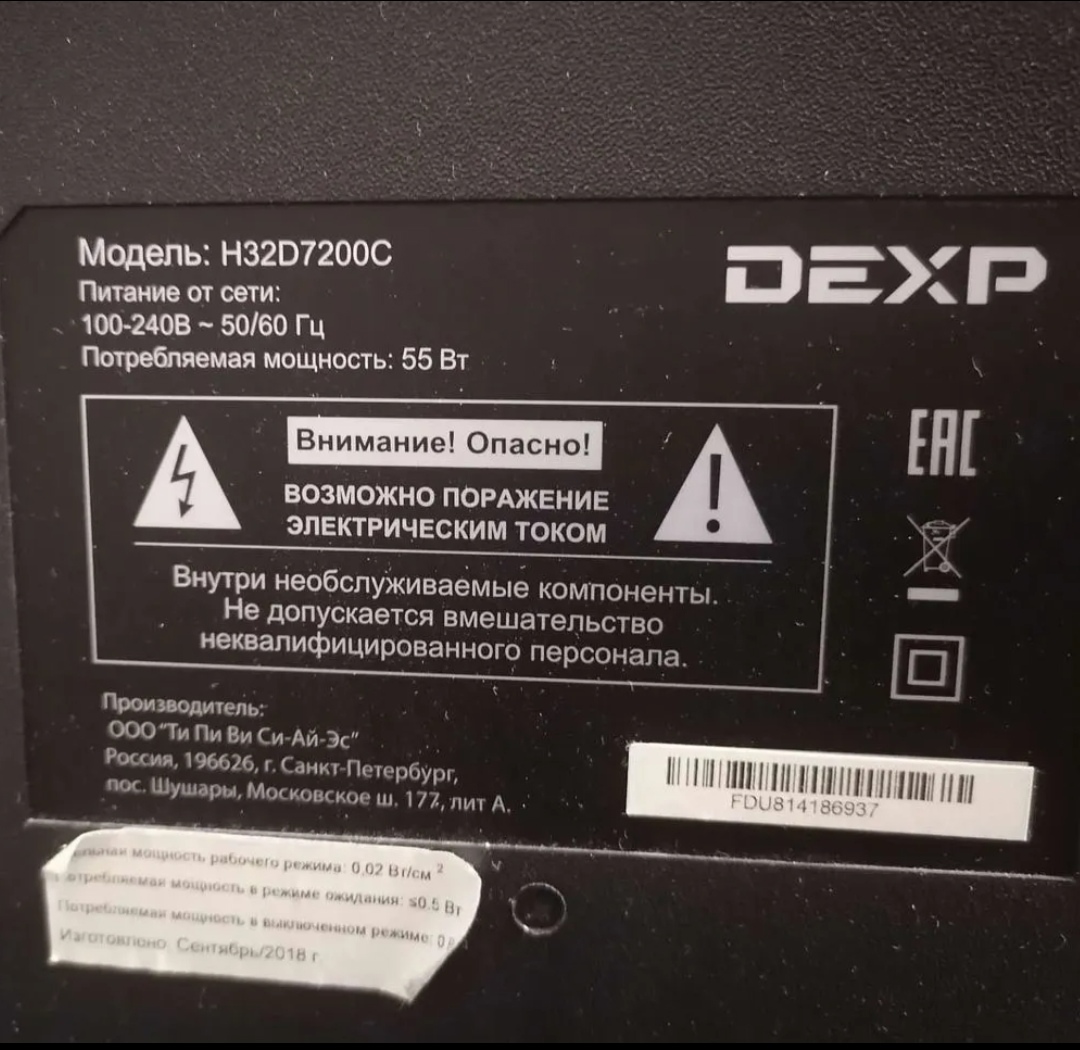 Модель: H32D7200C
DEXP
Питание от сети:
100-240В ~ 50/60 Гц
Потребляемая мощность: 55 Вт
Внимание! Опасно!
ВОЗМОЖНО ПОРАЖЕНИЕ
ЭЛЕКТРИЧЕСКИМ ТОКОМ
EAC
Внутри необслуживаемые компоненты.
Не допускается вмешательство
неквалифицированного персонала.
Производитель:
ООО "Ти Пи Ви Си-Ай-Эс"
Россия, 196626, г. Санкт-Петербург,
пос. Шушары, Московское ш. 177, лит А.
FDU814186937
мощность рабочего режима: 0,02 Вт/см 2
потребляемая мощность в режиме ожидания: ≤0.5 Вт
Потребляемая мощность в выключенном режиме: 0
Изготовлено: Сентябрь/2018 г